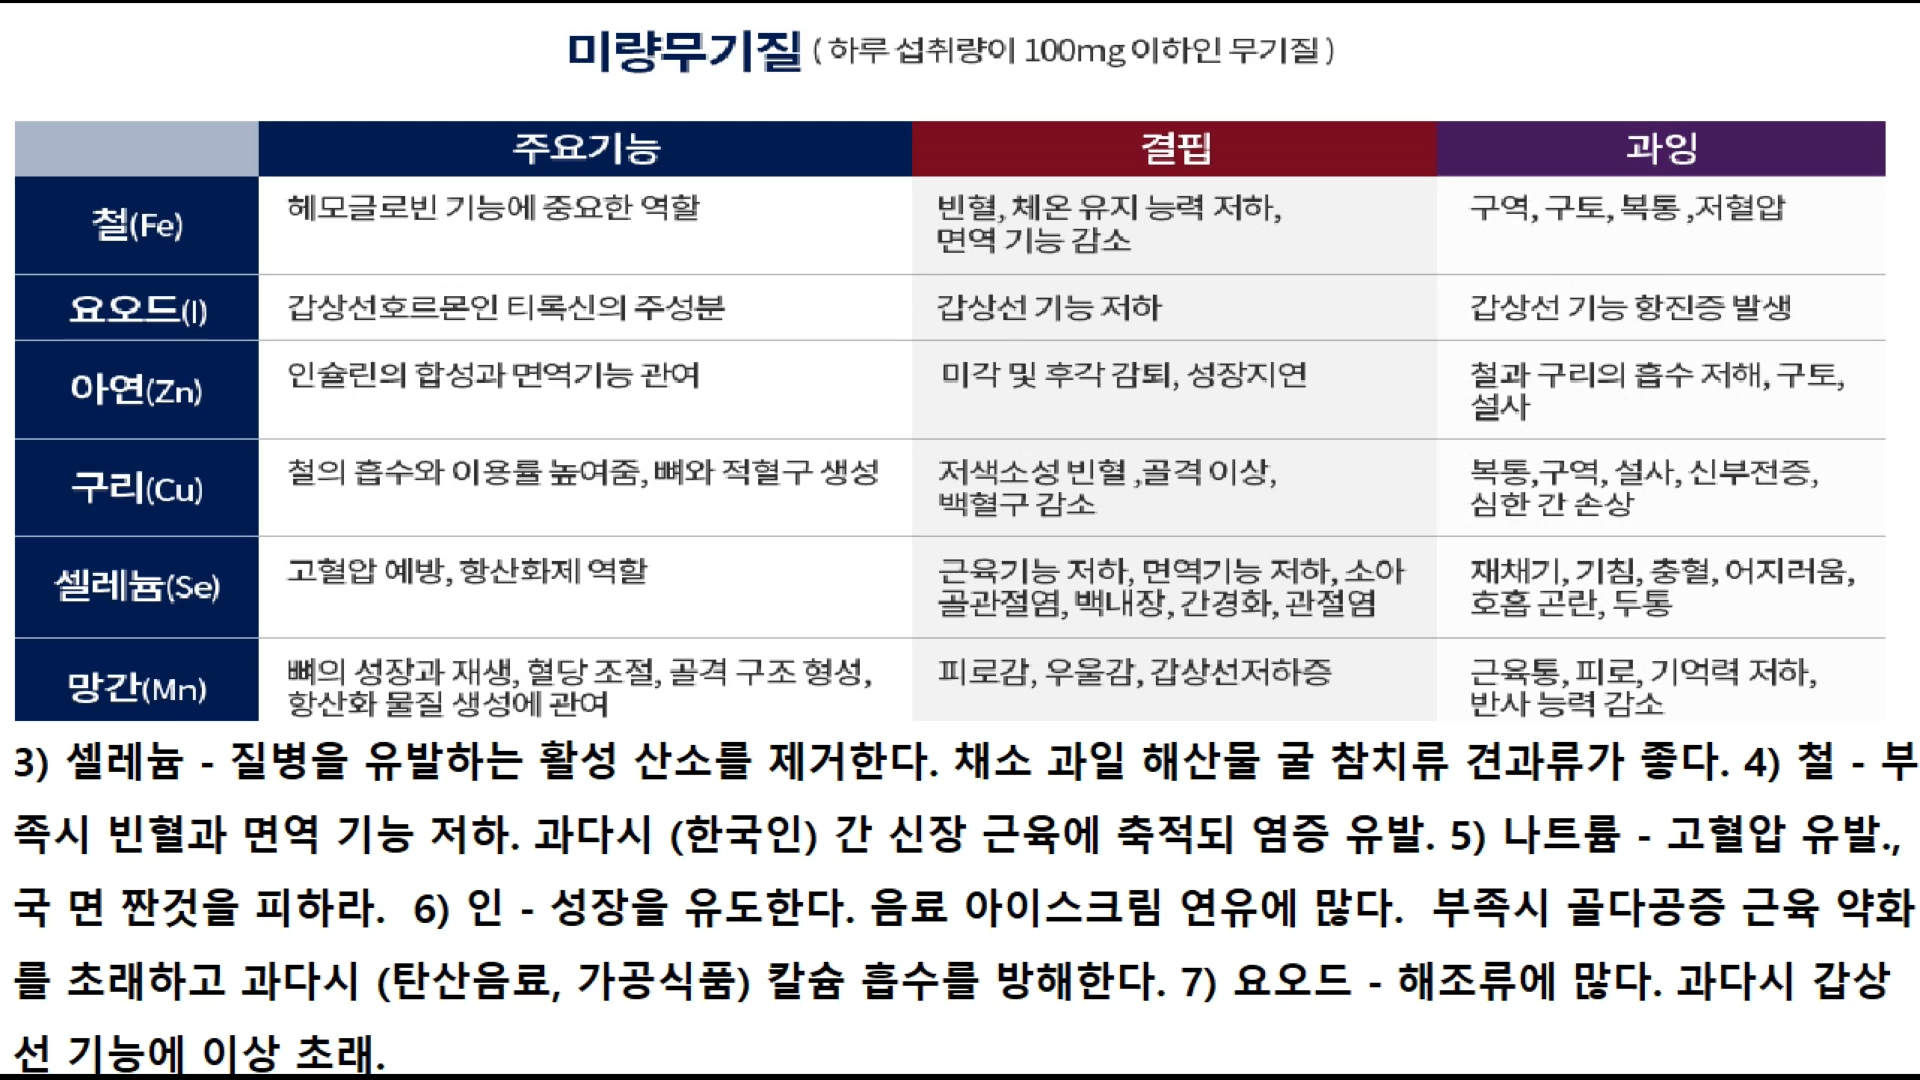 미량무기질 ( 하루 섭취량이 100mg 이하인 무기질 )
주요기능 결핍 과잉
철(Fe) 헤모글로빈 기능에 중요한 역할 빈혈, 체온 유지 능력 저하, 구역, 구토, 복통 ,저혈압
면역 기능 감소
요오드(I) 갑상선호르몬인 티록신의 주성분 갑상선 기능 저하 갑상선 기능 항진증 발생
아연(Zn) 인슐린의 합성과 면역기능 관여 미각 및 후각 감퇴, 성장지연 철과 구리의 흡수 저해, 구토,
설사
구리(Cu) 철의 흡수와 이용률 높여줌, 뼈와 적혈구 생성 저색소성 빈혈 ,골격 이상, 복통,구역, 설사, 신부전증,
백혈구 감소 심한 간 손상
셀레늄(Se) 고혈압 예방, 항산화제 역할 근육기능 저하, 면역기능 저하, 소아 재채기, 기침, 충혈, 어지러움,
골관절염, 백내장, 간경화, 관절염 호흡 곤란, 두통
망간(Mn) 뼈의 성장과 재생, 혈당 조절, 골격 구조 형성, 피로감, 우울감, 갑상선저하증 근육통, 피로, 기억력 저하,
항산화 물질 생성에 관여 반사 능력 감소
3) 셀레늄 - 질병을 유발하는 활성 산소를 제거한다. 채소 과일 해산물 굴 참치류 견과류가 좋다. 4) 철 - 부
족시 빈혈과 면역 기능 저하. 과다시 (한국인) 간 신장 근육에 축적되 염증 유발. 5) 나트륨 - 고혈압 유발.,
국 면 짠것을 피하라. 6) 인 - 성장을 유도한다. 음료 아이스크림 연유에 많다. 부족시 골다공증 근육 약화
를 초래하고 과다시 (탄산음료, 가공식품) 칼슘 흡수를 방해한다. 7) 요오드 - 해조류에 많다. 과다시 갑상
선 기능에 이상 초래.